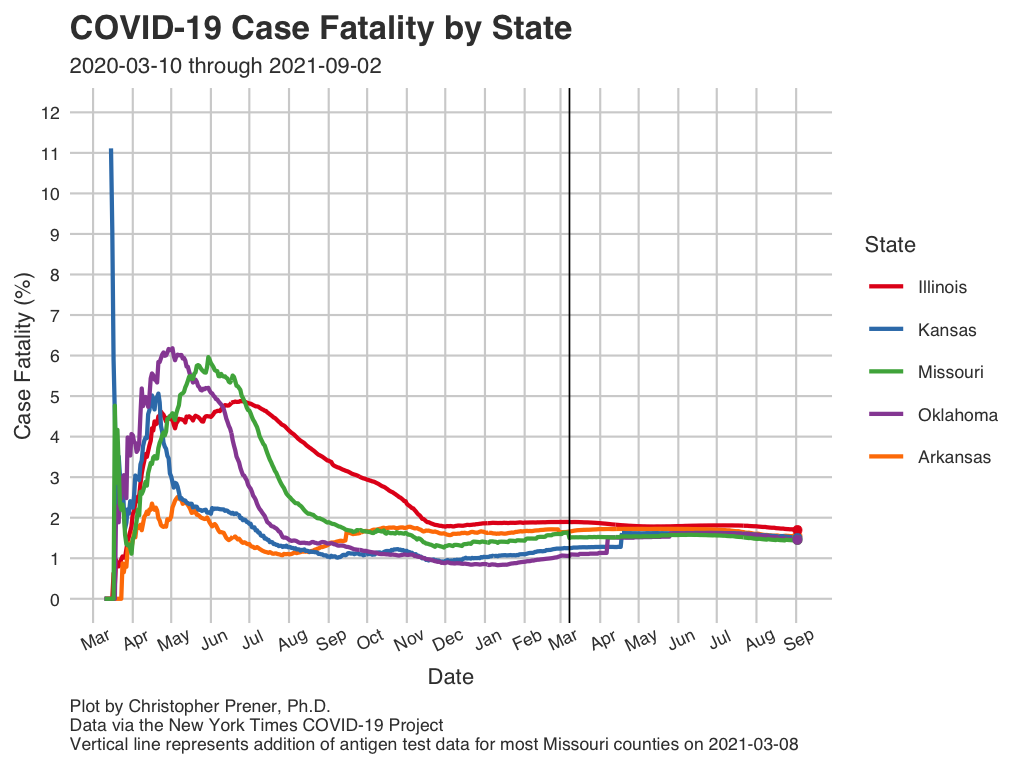 COVID-19 Case Fatality by State
2020-03-10 through 2021-09-02
12
11
10
9
8
7
6
5
4
3
2
1
0
Case Fatality (%)
Mar Apr May Jun Jul Aug Sep Oct Nov Dec Jan Feb Mar Apr May Jun Jul Aug Sep
Date
State
Illinois
Kansas
Missouri
Oklahoma
Arkansas
Plot by Christopher Prener, Ph.D.
Data via the New York Times COVID-19 Project
Vertical line represents addition of antigen test data for most Missouri counties on 2021-03-08